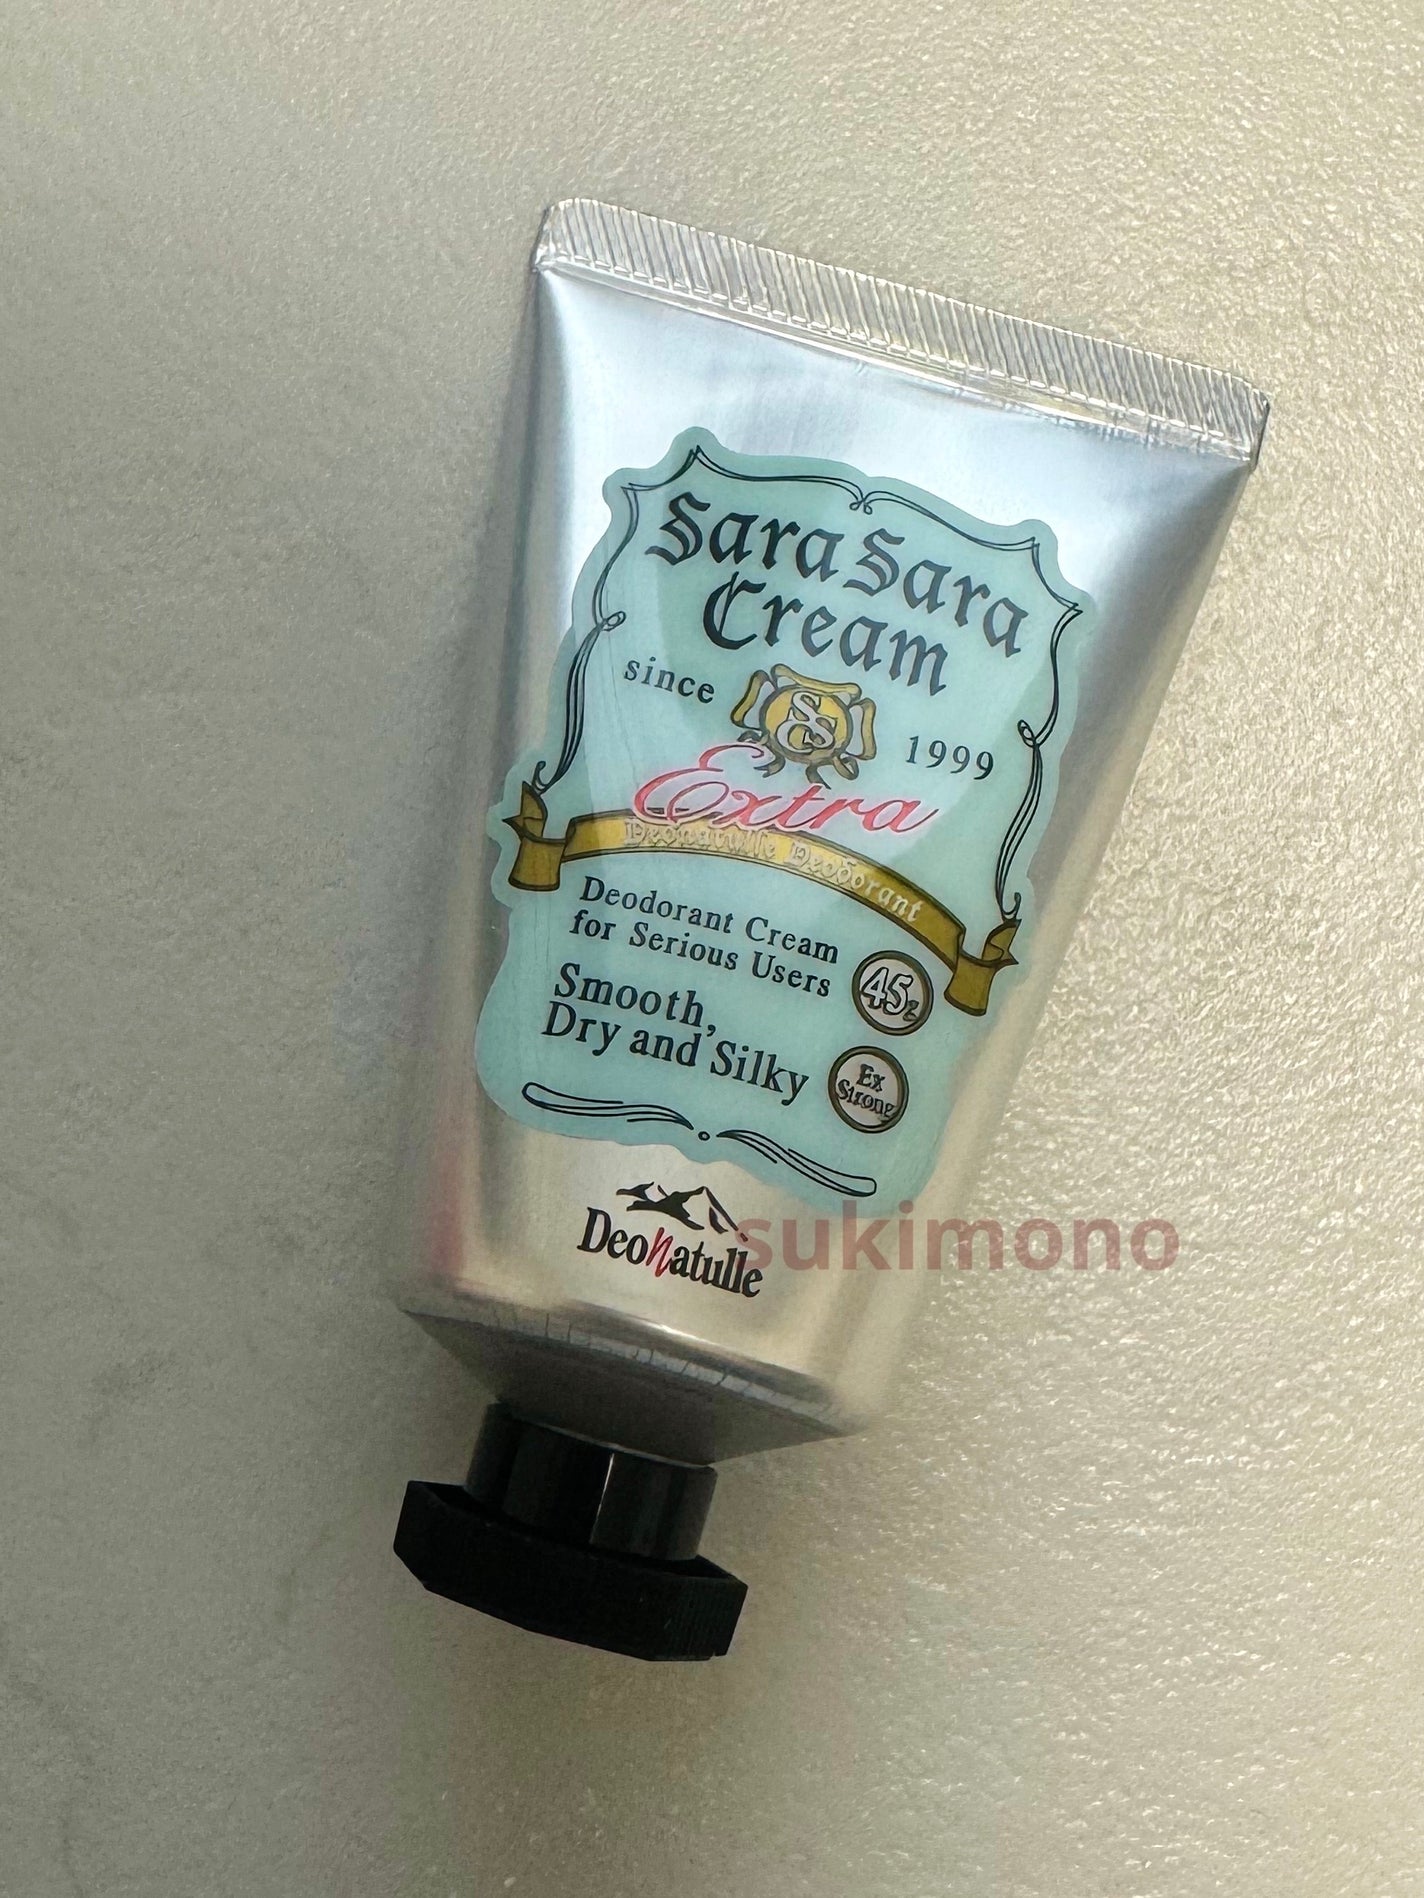 Sara Sara
Cream
since 1999
SSC
Extra
Deonatulle Deodorant
Deodorant Cream
for Serious Users
45g
Smooth,
Dry and Silky
Ex
Strong
Deonatulle
sukimono